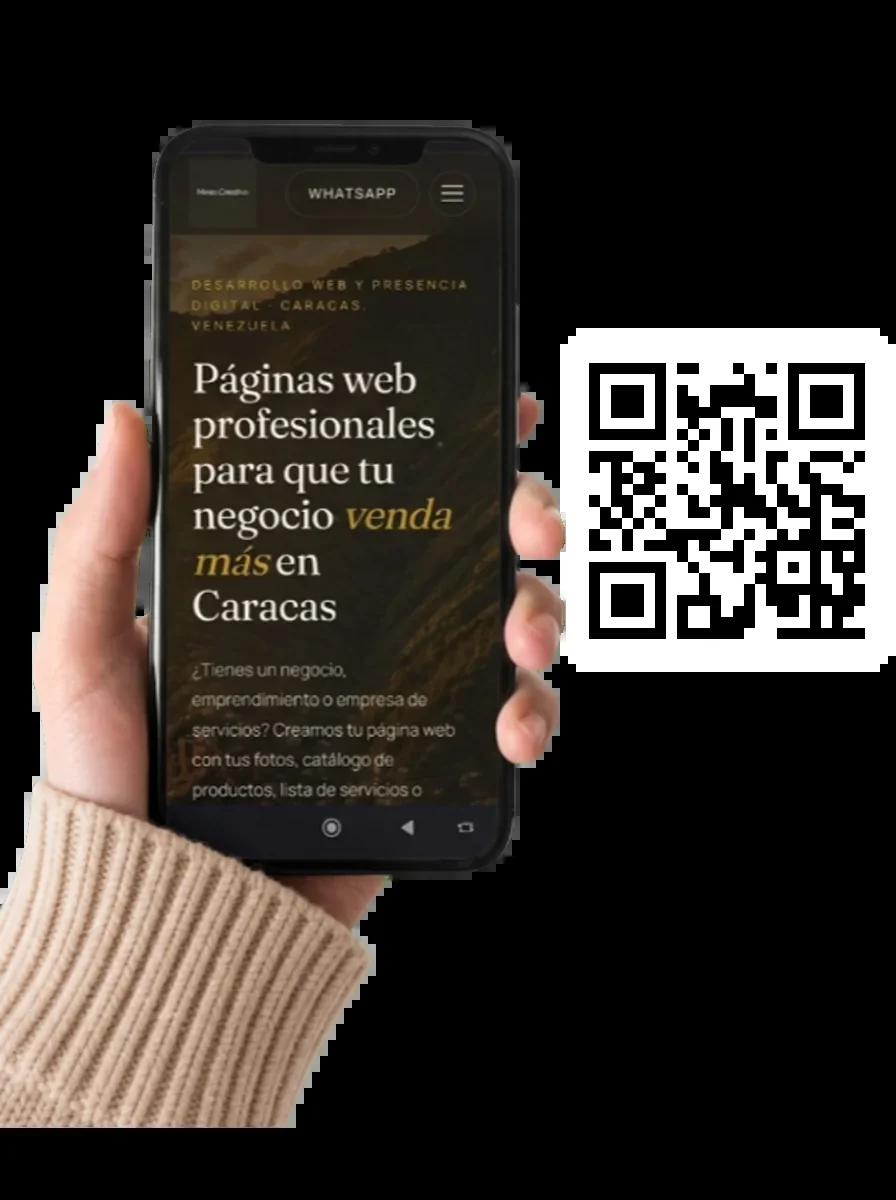 WHATSAPP
DESARROLLO WEB Y PRESENCIA
DIGITAL · CARACAS,
VENEZUELA
Páginas web
profesionales
para que tu
negocio venda
más en
Caracas
¿Tienes un negocio,
emprendimiento o empresa de
servicios? Creamos tu página web
con tus fotos, catálogo de
productos, lista de servicios o